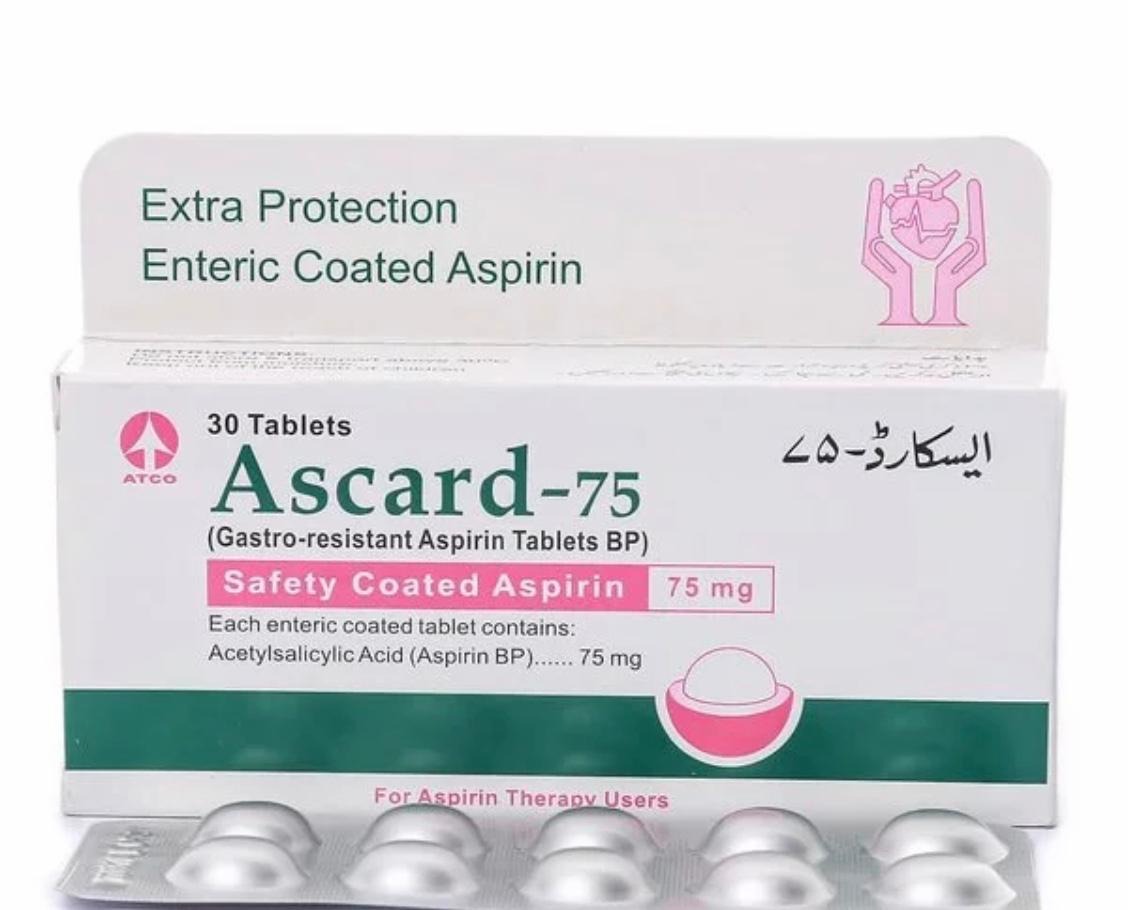 Extra Protection
Enteric Coated Aspirin
INSTRUCTIONS:
ATCO
30 Tablets
Ascard-75
ایسکارڈ-۷۵
(Gastro-resistant Aspirin Tablets BP)
Safety Coated Aspirin 75 mg
Each enteric coated tablet contains:
Acetylsalicylic Acid (Aspirin BP)...... 75 mg
For Aspirin Therapy Users